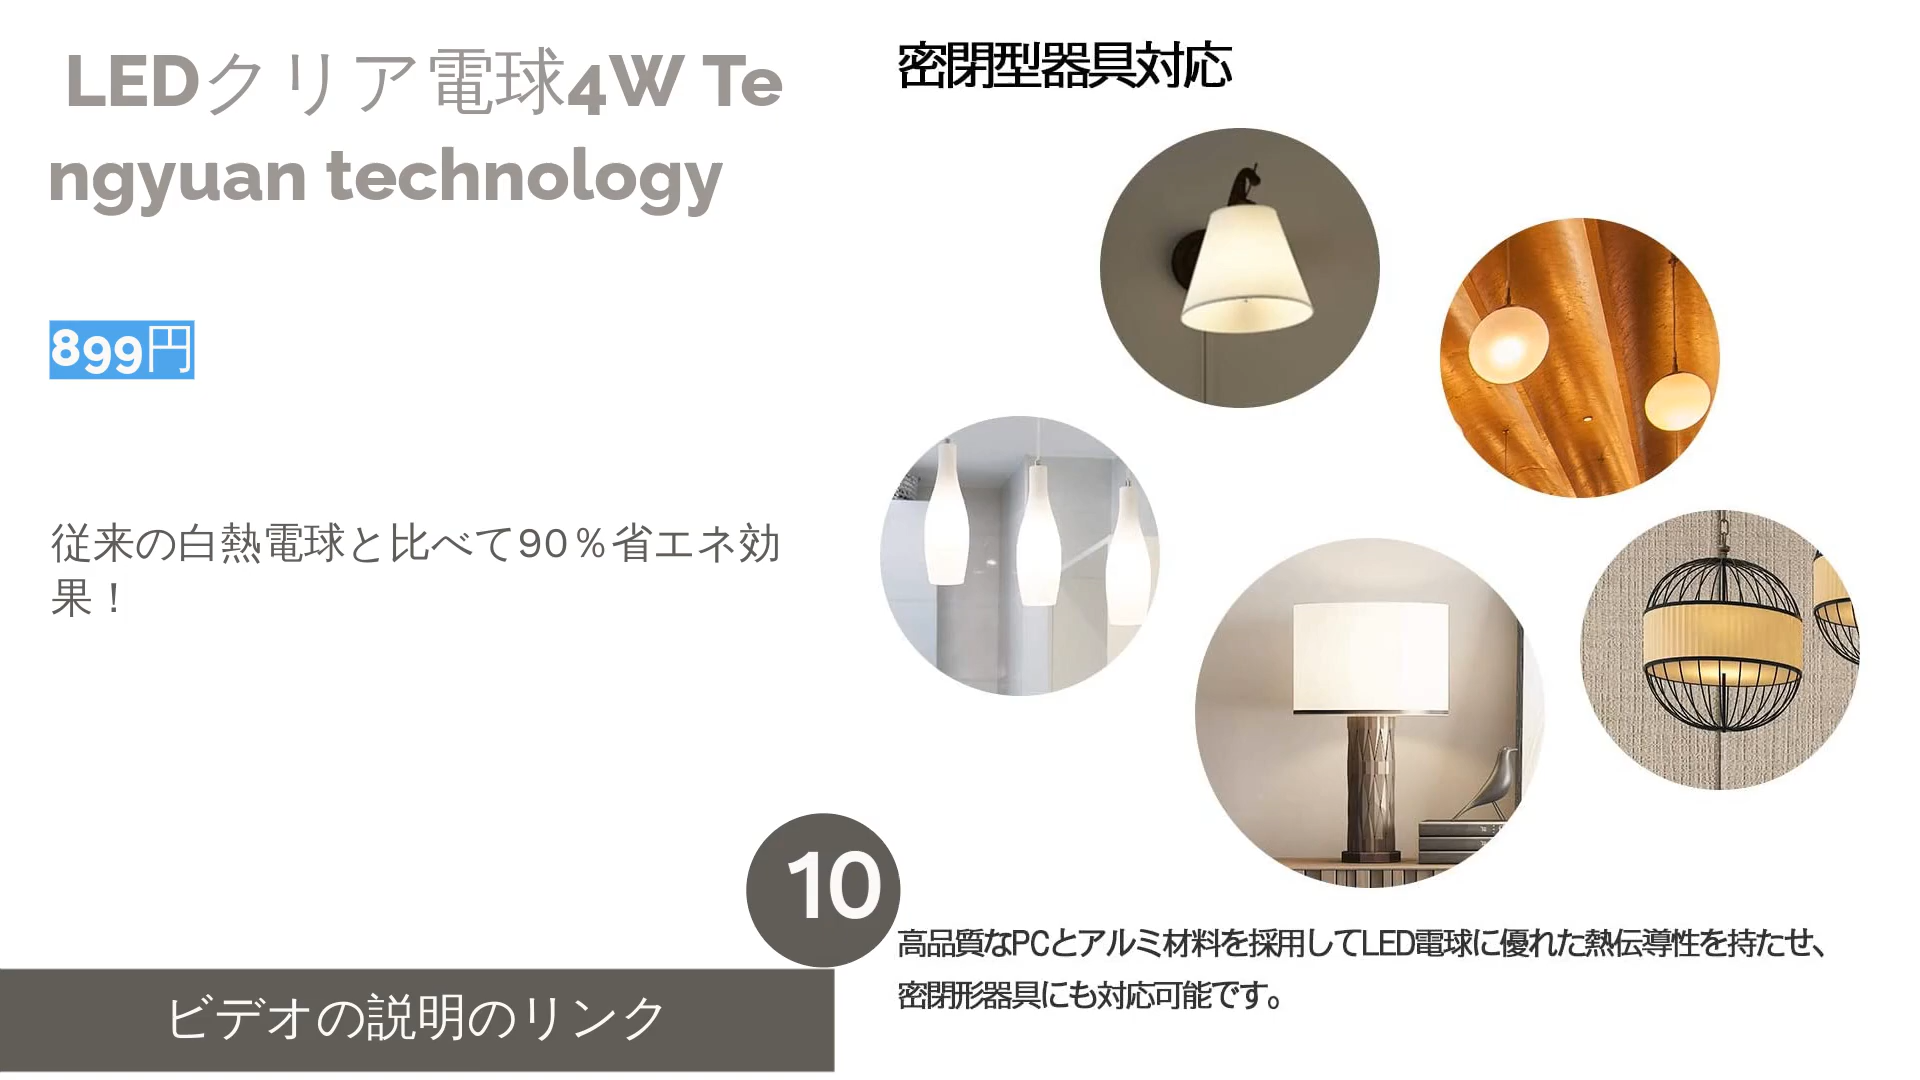 LEDクリア電球4W Te
ngyuan technology
899円
従来の白熱電球と比べて90％省エネ効
果！
10
ビデオの説明のリンク
密閉型器具対応
高品質なPCとアルミ材料を採用してLED電球に優れた熱伝導性を持たせ、
密閉形器具にも対応可能です。